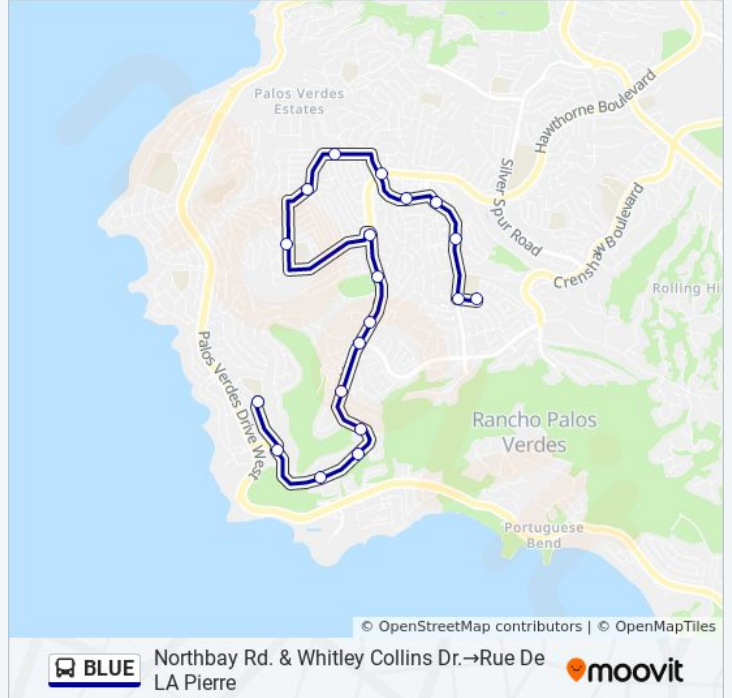 Palos Verdes
Estates
Hawthorne Boulevard
Silver Spur Road
Crenshaw Boulevard
Rolling Hi
Palos Verdes Drive West
Rancho Palos
Verdes
Portuguese
Bend
© OpenStreetMap contributors | © OpenMapTiles
BLUE
Northbay Rd. & Whitley Collins Dr.→Rue De
LA Pierre
moovit